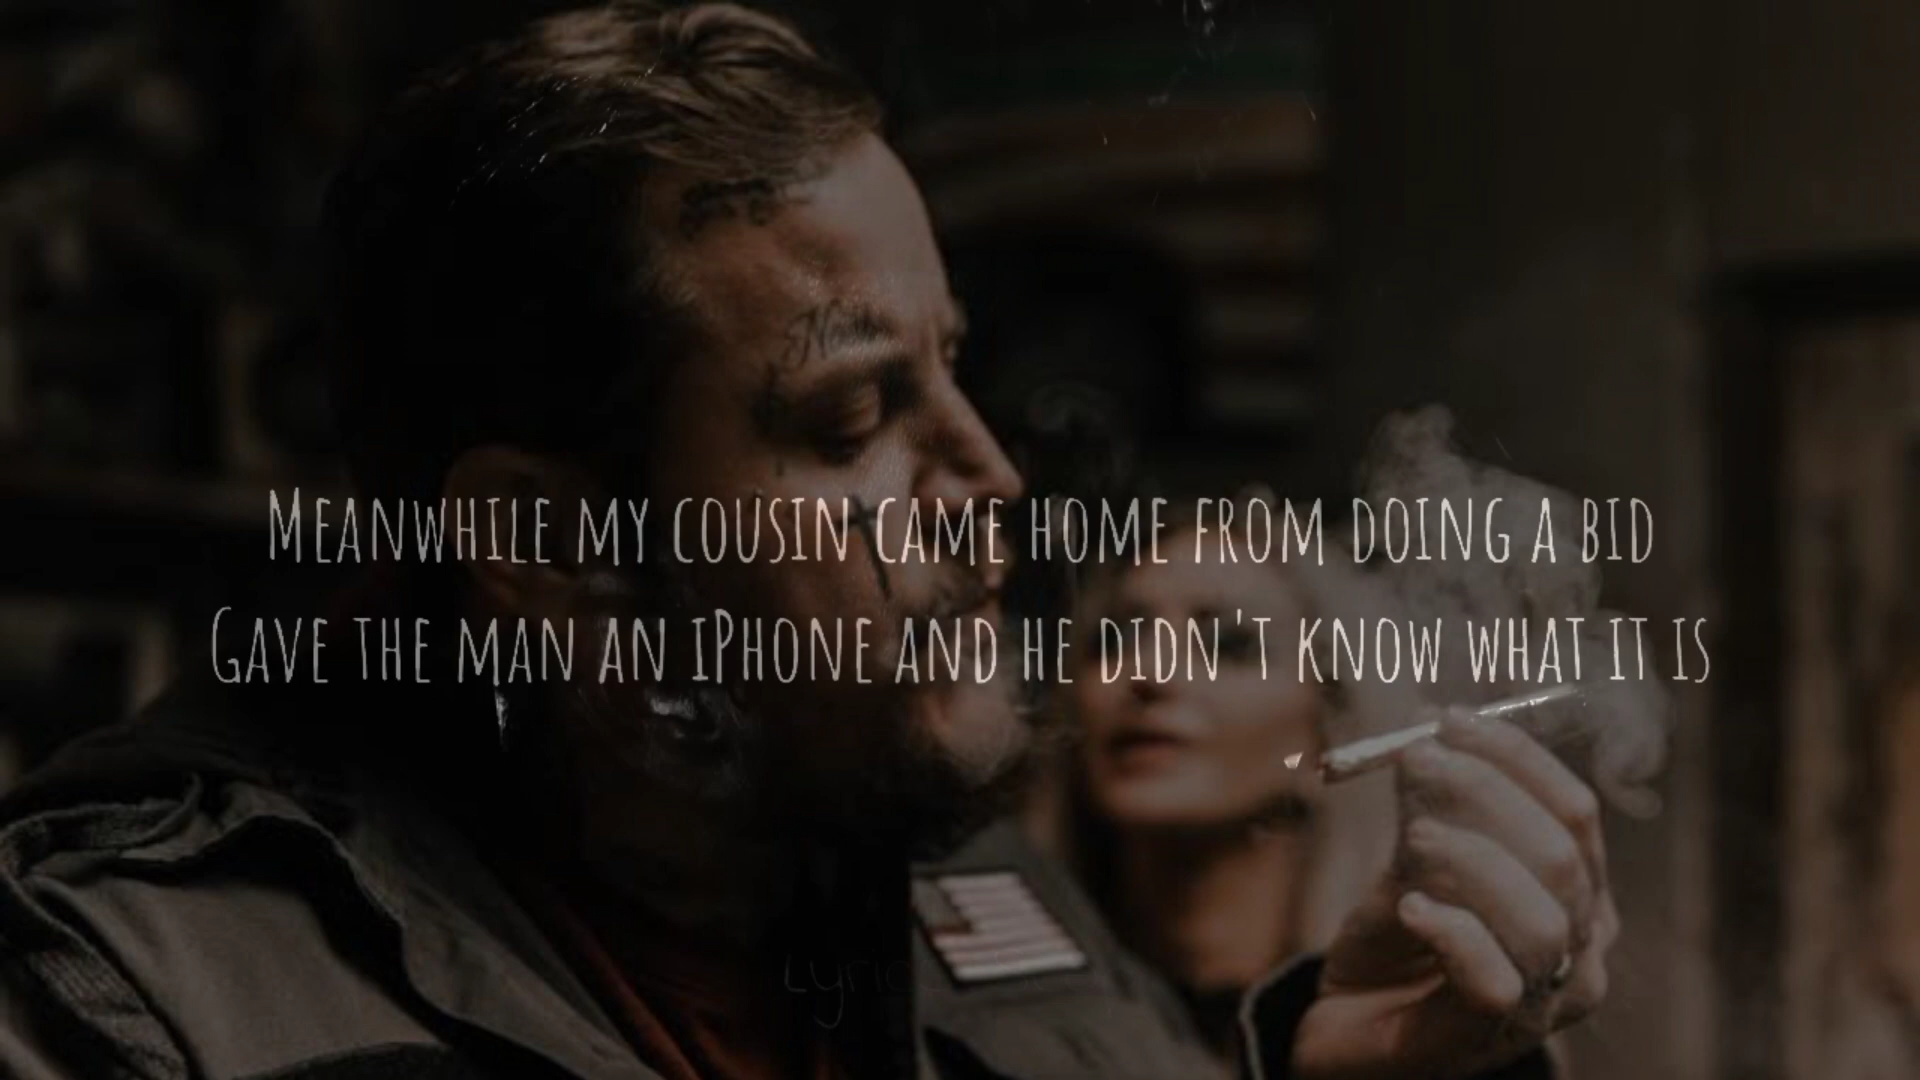 Meanwhile my cousin came home from doing a bid
Gave the man an iPhone and he didn't know what it is